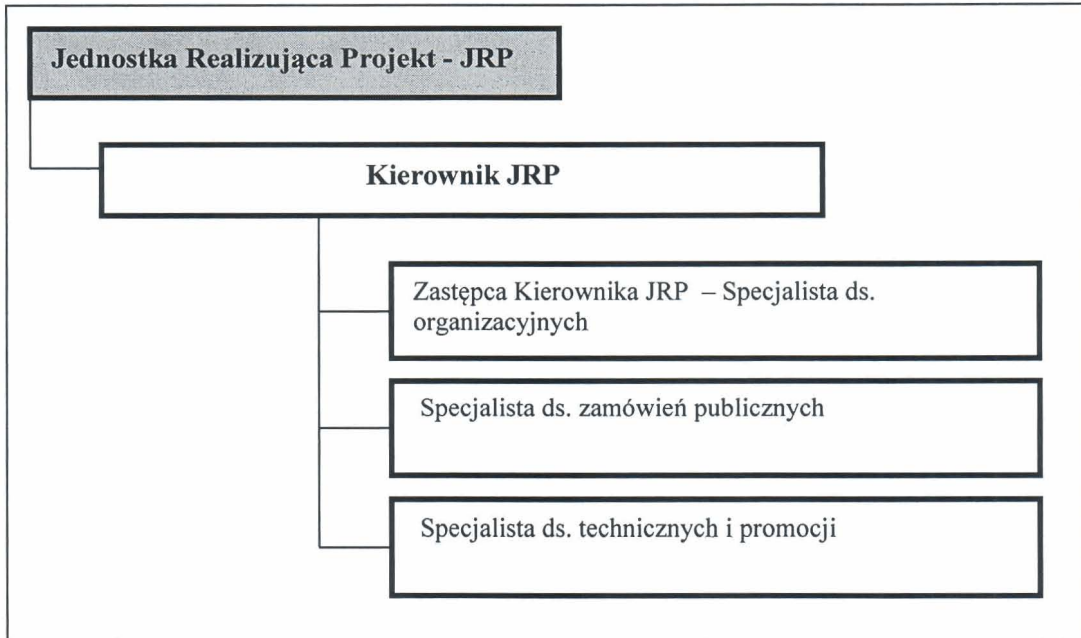 Jednostka Realizująca Projekt - JRP
Kierownik JRP
Zastępca Kierownika JRP – Specjalista ds.
organizacyjnych
Specjalista ds. zamówień publicznych
Specjalista ds. technicznych i promocji